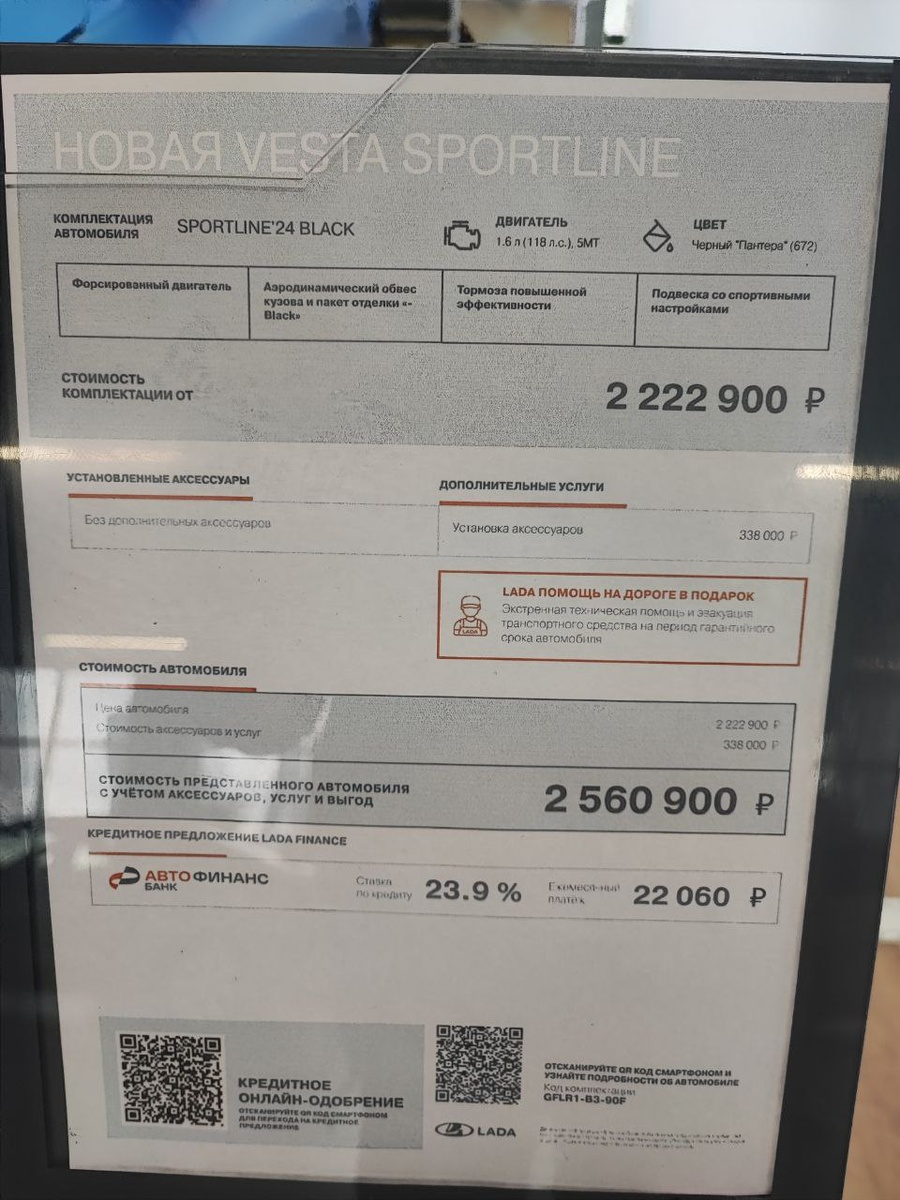 НОВАЯ VESTA SPORTLINE
КОМПЛЕКТАЦИЯ
АВТОМОБИЛЯ
SPORTLINE'24 BLACK
ДВИГАТЕЛЬ
1.6 л (118 л.с.), 5МТ
ЦВЕТ
Черный "Пантера" (672)
Форсированный двигатель
Аэродинамический обвес
кузова и пакет отделки «-
Black»
Тормоза повышенной
эффективности
Подвеска со спортивными
настройками
СТОИМОСТЬ
КОМПЛЕКТАЦИИ ОТ
2 222 900 ₽
УСТАНОВЛЕННЫЕ АКСЕССУАРЫ
Без дополнительных аксессуаров
ДОПОЛНИТЕЛЬНЫЕ УСЛУГИ
Установка аксессуаров 338 000 ₽
LADA ПОМОЩЬ НА ДОРОГЕ В ПОДАРОК
Экстренная техническая помощь и эвакуация
транспортного средства на период гарантийного
срока автомобиля
LADA
СТОИМОСТЬ АВТОМОБИЛЯ
Цена автомобиля 2 222 900 ₽
Стоимость аксессуаров и услуг 338 000 ₽
СТОИМОСТЬ ПРЕДСТАВЛЕННОГО АВТОМОБИЛЯ
С УЧЁТОМ АКСЕССУАРОВ, УСЛУГ И ВЫГОД
2 560 900 ₽
КРЕДИТНОЕ ПРЕДЛОЖЕНИЕ LADA FINANCE
АВТОФИНАНС
БАНК
Ставка
по кредиту
23.9 %
Ежемесячный
платеж
22 060 ₽
КРЕДИТНОЕ
ОНЛАЙН-ОДОБРЕНИЕ
ОТСКАНИРУЙТЕ QR КОД СМАРТФОНОМ
ДЛЯ ПЕРЕХОДА НА КРЕДИТНОЕ
ПРЕДЛОЖЕНИЕ
LADA
ОТСКАНИРУЙТЕ QR КОД СМАРТФОНОМ И
УЗНАЙТЕ ПОДРОБНОСТИ ОБ АВТОМОБИЛЕ
Код комплектации
GFLR1-B3-90F